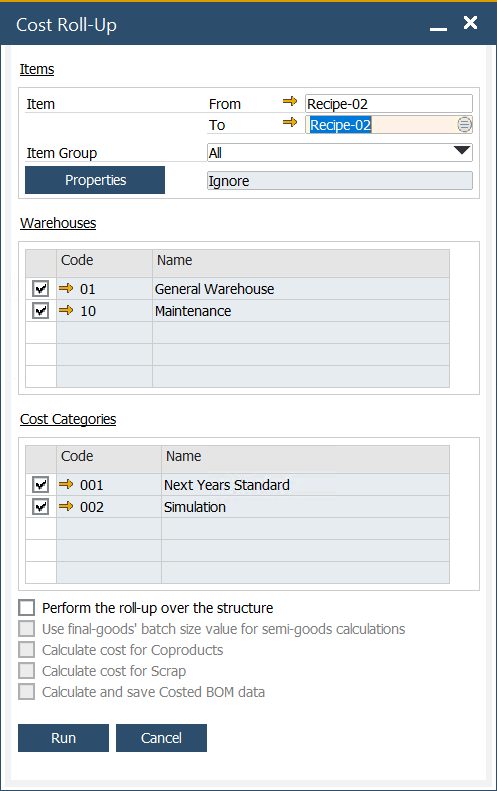 Cost Roll-Up
Items
Item From Recipe-02
To Recipe-02
Item Group All
Properties Ignore
Warehouses
Code Name
01 General Warehouse
10 Maintenance
Cost Categories
Code Name
001 Next Years Standard
002 Simulation
Perform the roll-up over the structure
Use final-goods' batch size value for semi-goods calculations
Calculate cost for Coproducts
Calculate cost for Scrap
Calculate and save Costed BOM data
Run Cancel